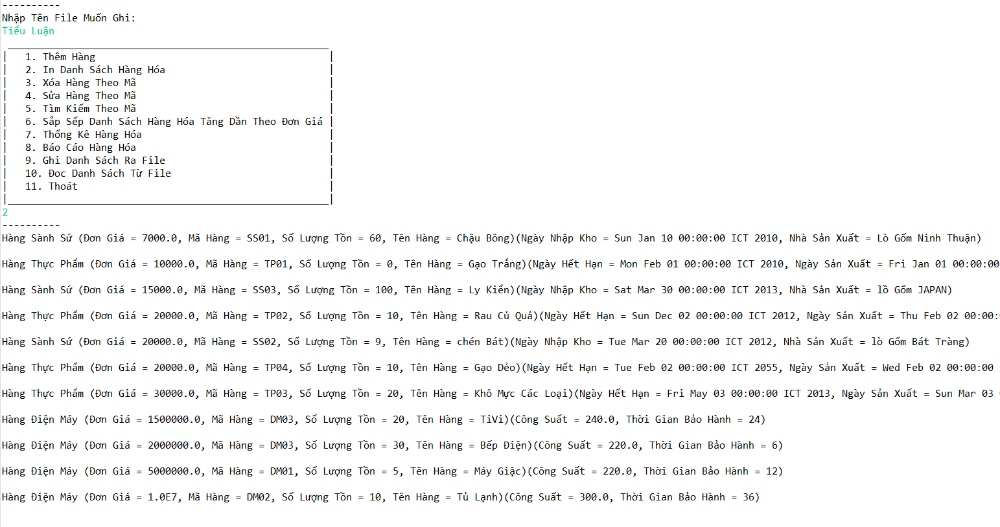 ----------
Nhập Tên File Muốn Ghi:
Tiểu Luận
_______________________________________________________
|   1. Thêm Hàng                                        |
|   2. In Danh Sách Hàng Hóa                            |
|   3. Xóa Hàng Theo Mã                                 |
|   4. Sửa Hàng Theo Mã                                 |
|   5. Tìm Kiếm Theo Mã                                 |
|   6. Sắp Sếp Danh Sách Hàng Hóa Tăng Dần Theo Đơn Giá |
|   7. Thống Kê Hàng Hóa                                |
|   8. Báo Cáo Hàng Hóa                                 |
|   9. Ghi Danh Sách Ra File                            |
|   10. Đoc Danh Sách Từ File                           |
|   11. Thoát                                           |
|_______________________________________________________|
2
----------
Hàng Sành Sứ (Đơn Giá = 7000.0, Mã Hàng = SS01, Số Lượng Tồn = 60, Tên Hàng = Chậu Bông)(Ngày Nhập Kho = Sun Jan 10 00:00:00 ICT 2010, Nhà Sản Xuất = Lò Gốm Ninh Thuận)
Hàng Thực Phẩm (Đơn Giá = 10000.0, Mã Hàng = TP01, Số Lượng Tồn = 0, Tên Hàng = Gạo Trắng)(Ngày Hết Hạn = Mon Feb 01 00:00:00 ICT 2010, Ngày Sản Xuất = Fri Jan 01 00:00:00
Hàng Sành Sứ (Đơn Giá = 15000.0, Mã Hàng = SS03, Số Lượng Tồn = 100, Tên Hàng = Ly Kiển)(Ngày Nhập Kho = Sat Mar 30 00:00:00 ICT 2013, Nhà Sản Xuất = lồ Gốm JAPAN)
Hàng Thực Phẩm (Đơn Giá = 20000.0, Mã Hàng = TP02, Số Lượng Tồn = 10, Tên Hàng = Rau Củ Quả)(Ngày Hết Hạn = Sun Dec 02 00:00:00 ICT 2012, Ngày Sản Xuất = Thu Feb 02 00:00:
Hàng Sành Sứ (Đơn Giá = 20000.0, Mã Hàng = SS02, Số Lượng Tồn = 9, Tên Hàng = chén Bát)(Ngày Nhập Kho = Tue Mar 20 00:00:00 ICT 2012, Nhà Sản Xuất = lò Gốm Bát Tràng)
Hàng Thực Phẩm (Đơn Giá = 20000.0, Mã Hàng = TP04, Số Lượng Tồn = 10, Tên Hàng = Gạo Dẻo)(Ngày Hết Hạn = Tue Feb 02 00:00:00 ICT 2055, Ngày Sản Xuất = Wed Feb 02 00:00:00
Hàng Thực Phẩm (Đơn Giá = 30000.0, Mã Hàng = TP03, Số Lượng Tồn = 20, Tên Hàng = Khô Mực Các Loại)(Ngày Hết Hạn = Fri May 03 00:00:00 ICT 2013, Ngày Sản Xuất = Sun Mar 03
Hàng Điện Máy (Đơn Giá = 1500000.0, Mã Hàng = DM03, Số Lượng Tồn = 20, Tên Hàng = TiVi)(Công Suất = 240.0, Thời Gian Bảo Hành = 24)
Hàng Điện Máy (Đơn Giá = 2000000.0, Mã Hàng = DM03, Số Lượng Tồn = 30, Tên Hàng = Bếp Điện)(Công Suất = 220.0, Thời Gian Bảo Hành = 6)
Hàng Điện Máy (Đơn Giá = 5000000.0, Mã Hàng = DM01, Số Lượng Tồn = 5, Tên Hàng = Máy Giặc)(Công Suất = 220.0, Thời Gian Bảo Hành = 12)
Hàng Điện Máy (Đơn Giá = 1.0E7, Mã Hàng = DM02, Số Lượng Tồn = 10, Tên Hàng = Tủ Lạnh)(Công Suất = 300.0, Thời Gian Bảo Hành = 36)